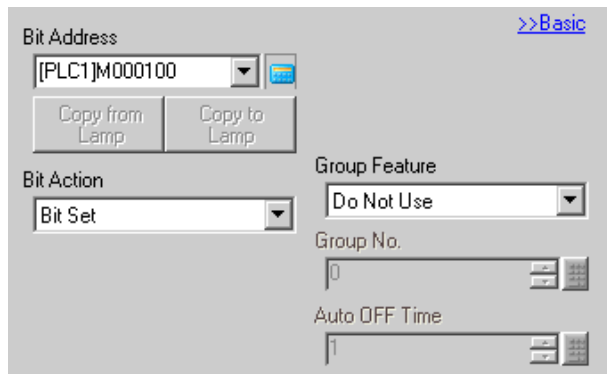 >>Basic
Bit Address
[PLC1]M000100
Copy from
Lamp
Copy to
Lamp
Bit Action
Bit Set
Group Feature
Do Not Use
Group No.
0
Auto OFF Time
1